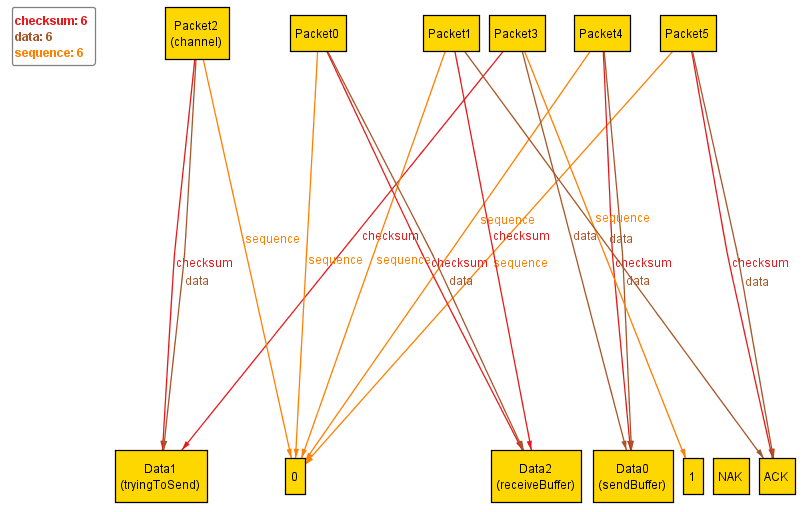 checksum: 6
data: 6
sequence: 6
Packet2
(channel)
Packet0
Packet1
Packet3
Packet4
Packet5
sequence
checksum
data
sequence
checksum
sequence
checksum
data
sequence
checksum
sequence
data
sequence
data
checksum
data
checksum
data
Data1
(tryingToSend)
0
Data2
(receiveBuffer)
Data0
(sendBuffer)
1
NAK
ACK